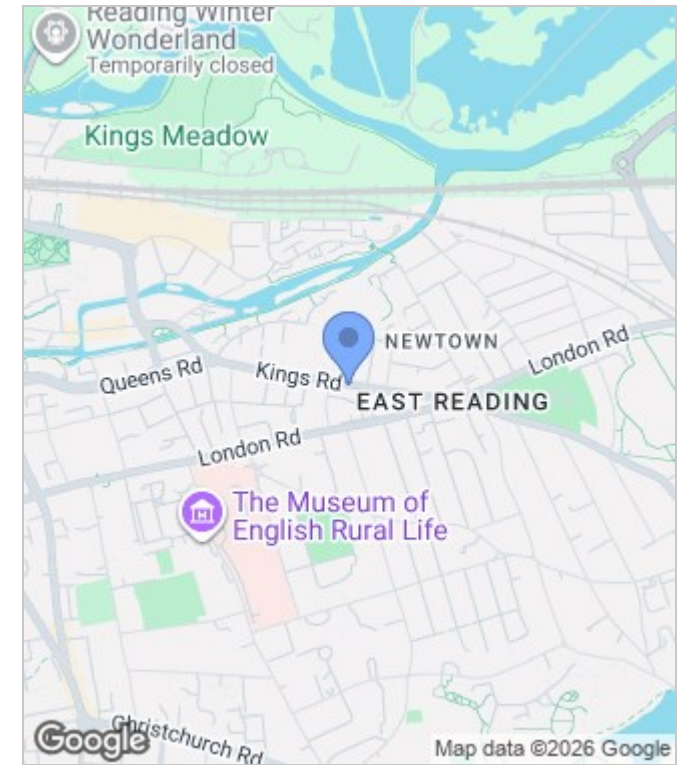 Reading Winter
Wonderland
Temporarily closed
Kings Meadow
NEWTOWN
London Rd
Queens Rd
Kings Rd
EAST READING
London Rd
The Museum of
English Rural Life
Christchurch Rd
Google
Map data ©2026 Google